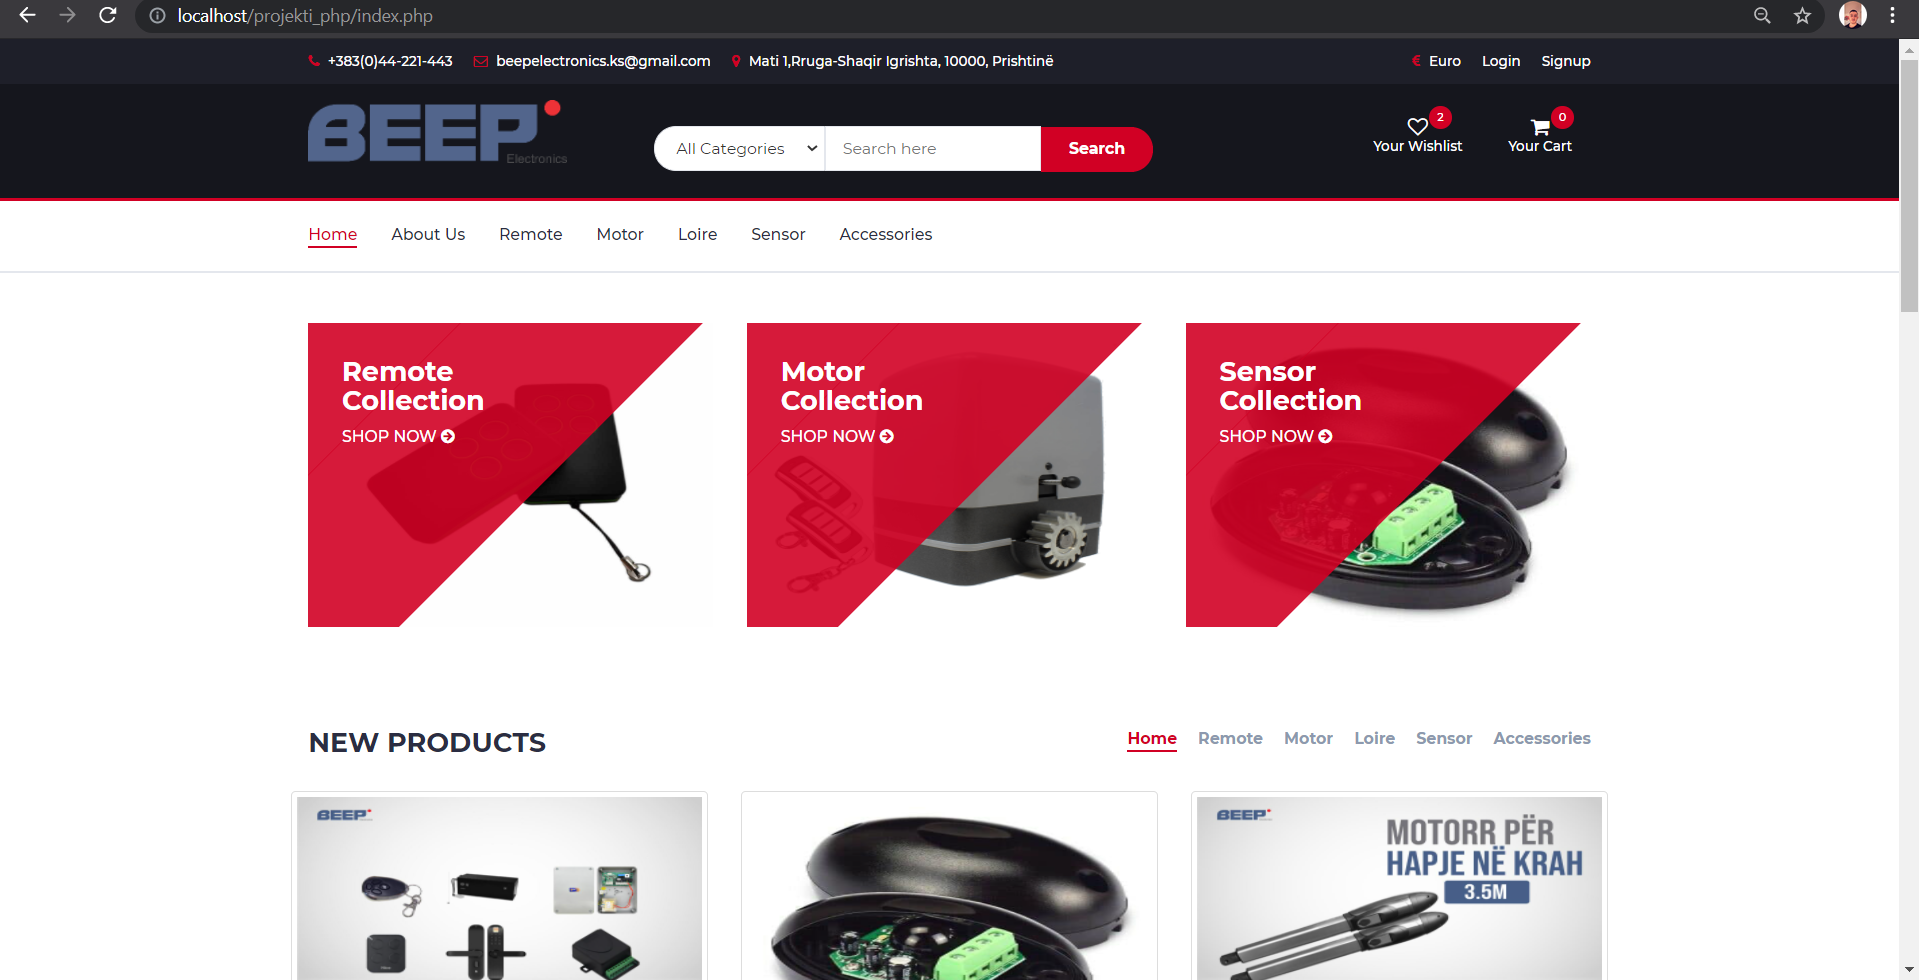 localhost/projekti_php/index.php
+383(0)44-221-443 beepelectronics.ks@gmail.com Mati 1,Rruga-Shaqir Igrishta, 10000, Prishtinë € Euro Login Signup
BEEP
Electronics
All Categories Search here Search
2
Your Wishlist
0
Your Cart
Home About Us Remote Motor Loire Sensor Accessories
Remote
Collection
SHOP NOW
Motor
Collection
SHOP NOW
Sensor
Collection
SHOP NOW
NEW PRODUCTS
Home Remote Motor Loire Sensor Accessories
BEEP
BEEP
MOTORR PËR
HAPJE NË KRAH
3.5M